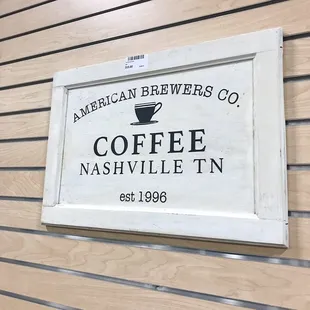 AMERICAN BREWERS CO.
COFFEE
NASHVILLE TN
est 1996